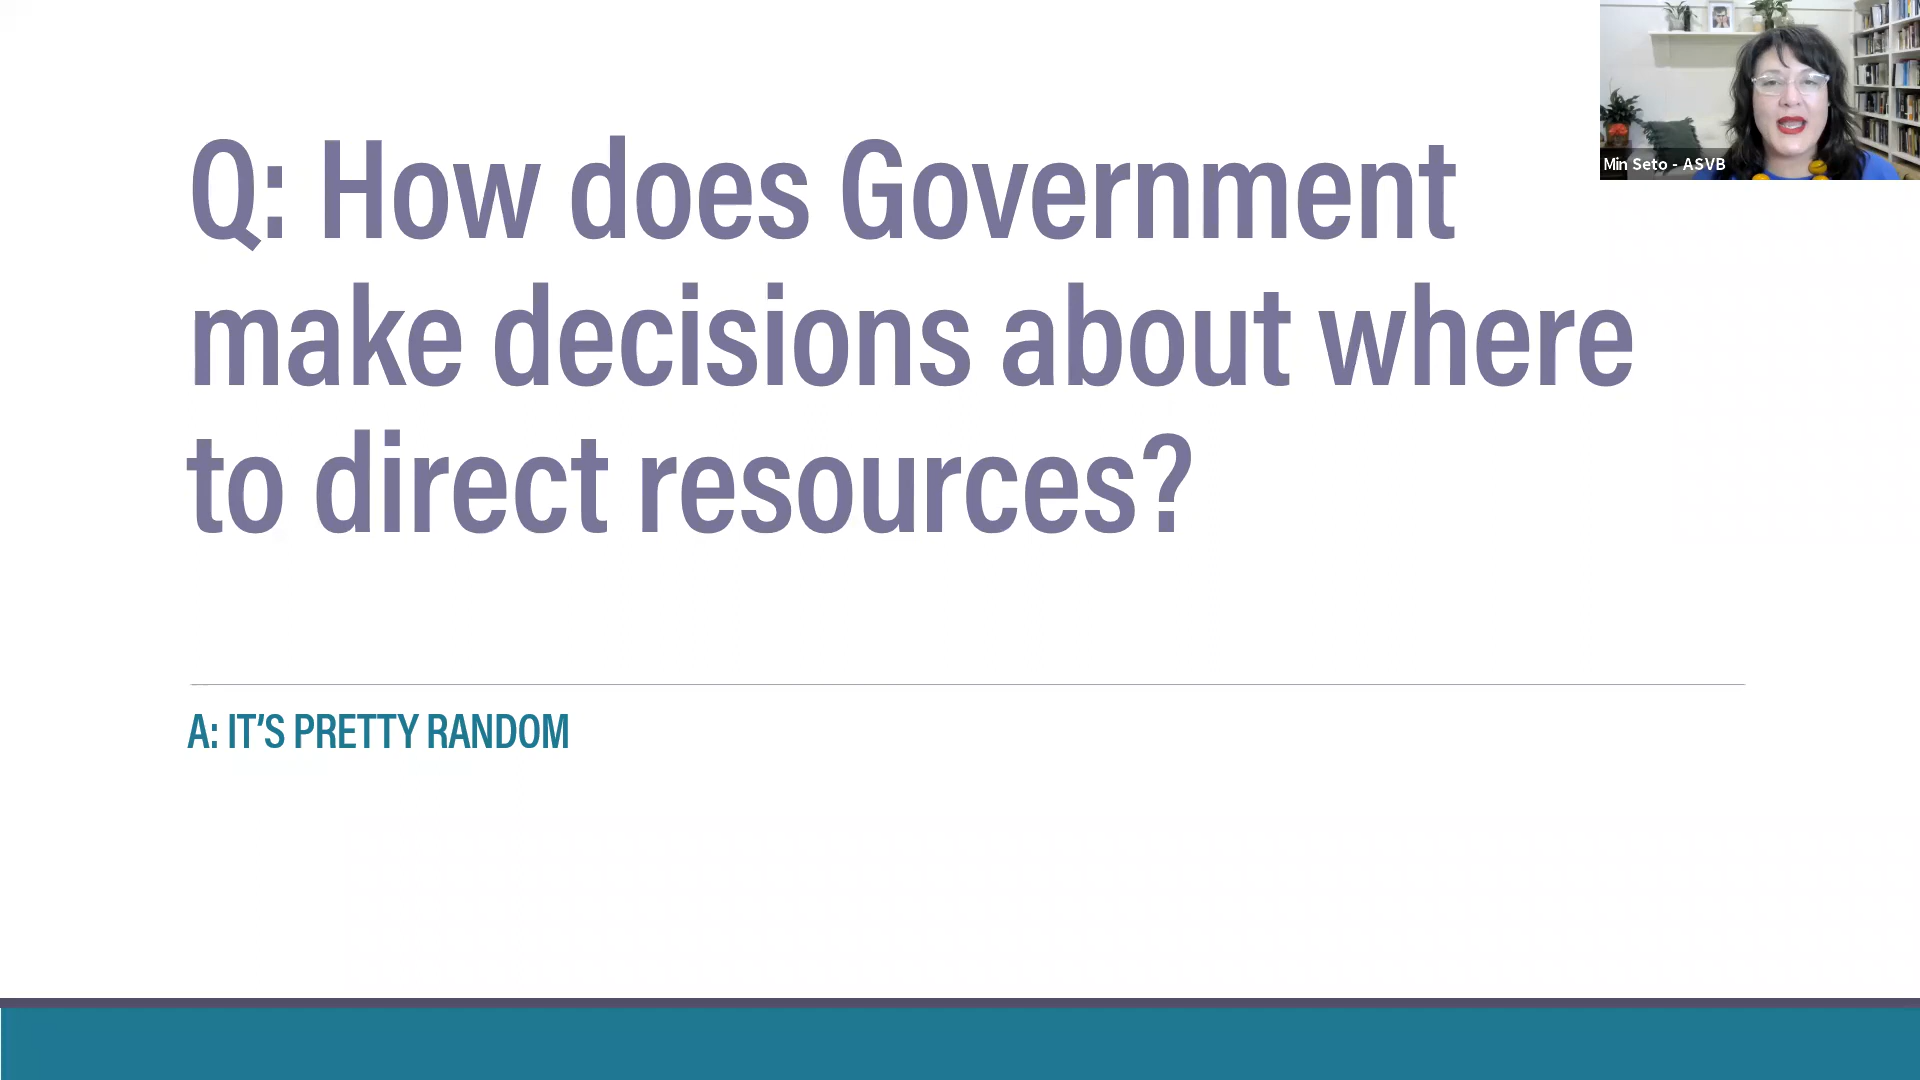 Q: How does Government
make decisions about where
to direct resources?
A: IT’S PRETTY RANDOM
Min Seto - ASVB